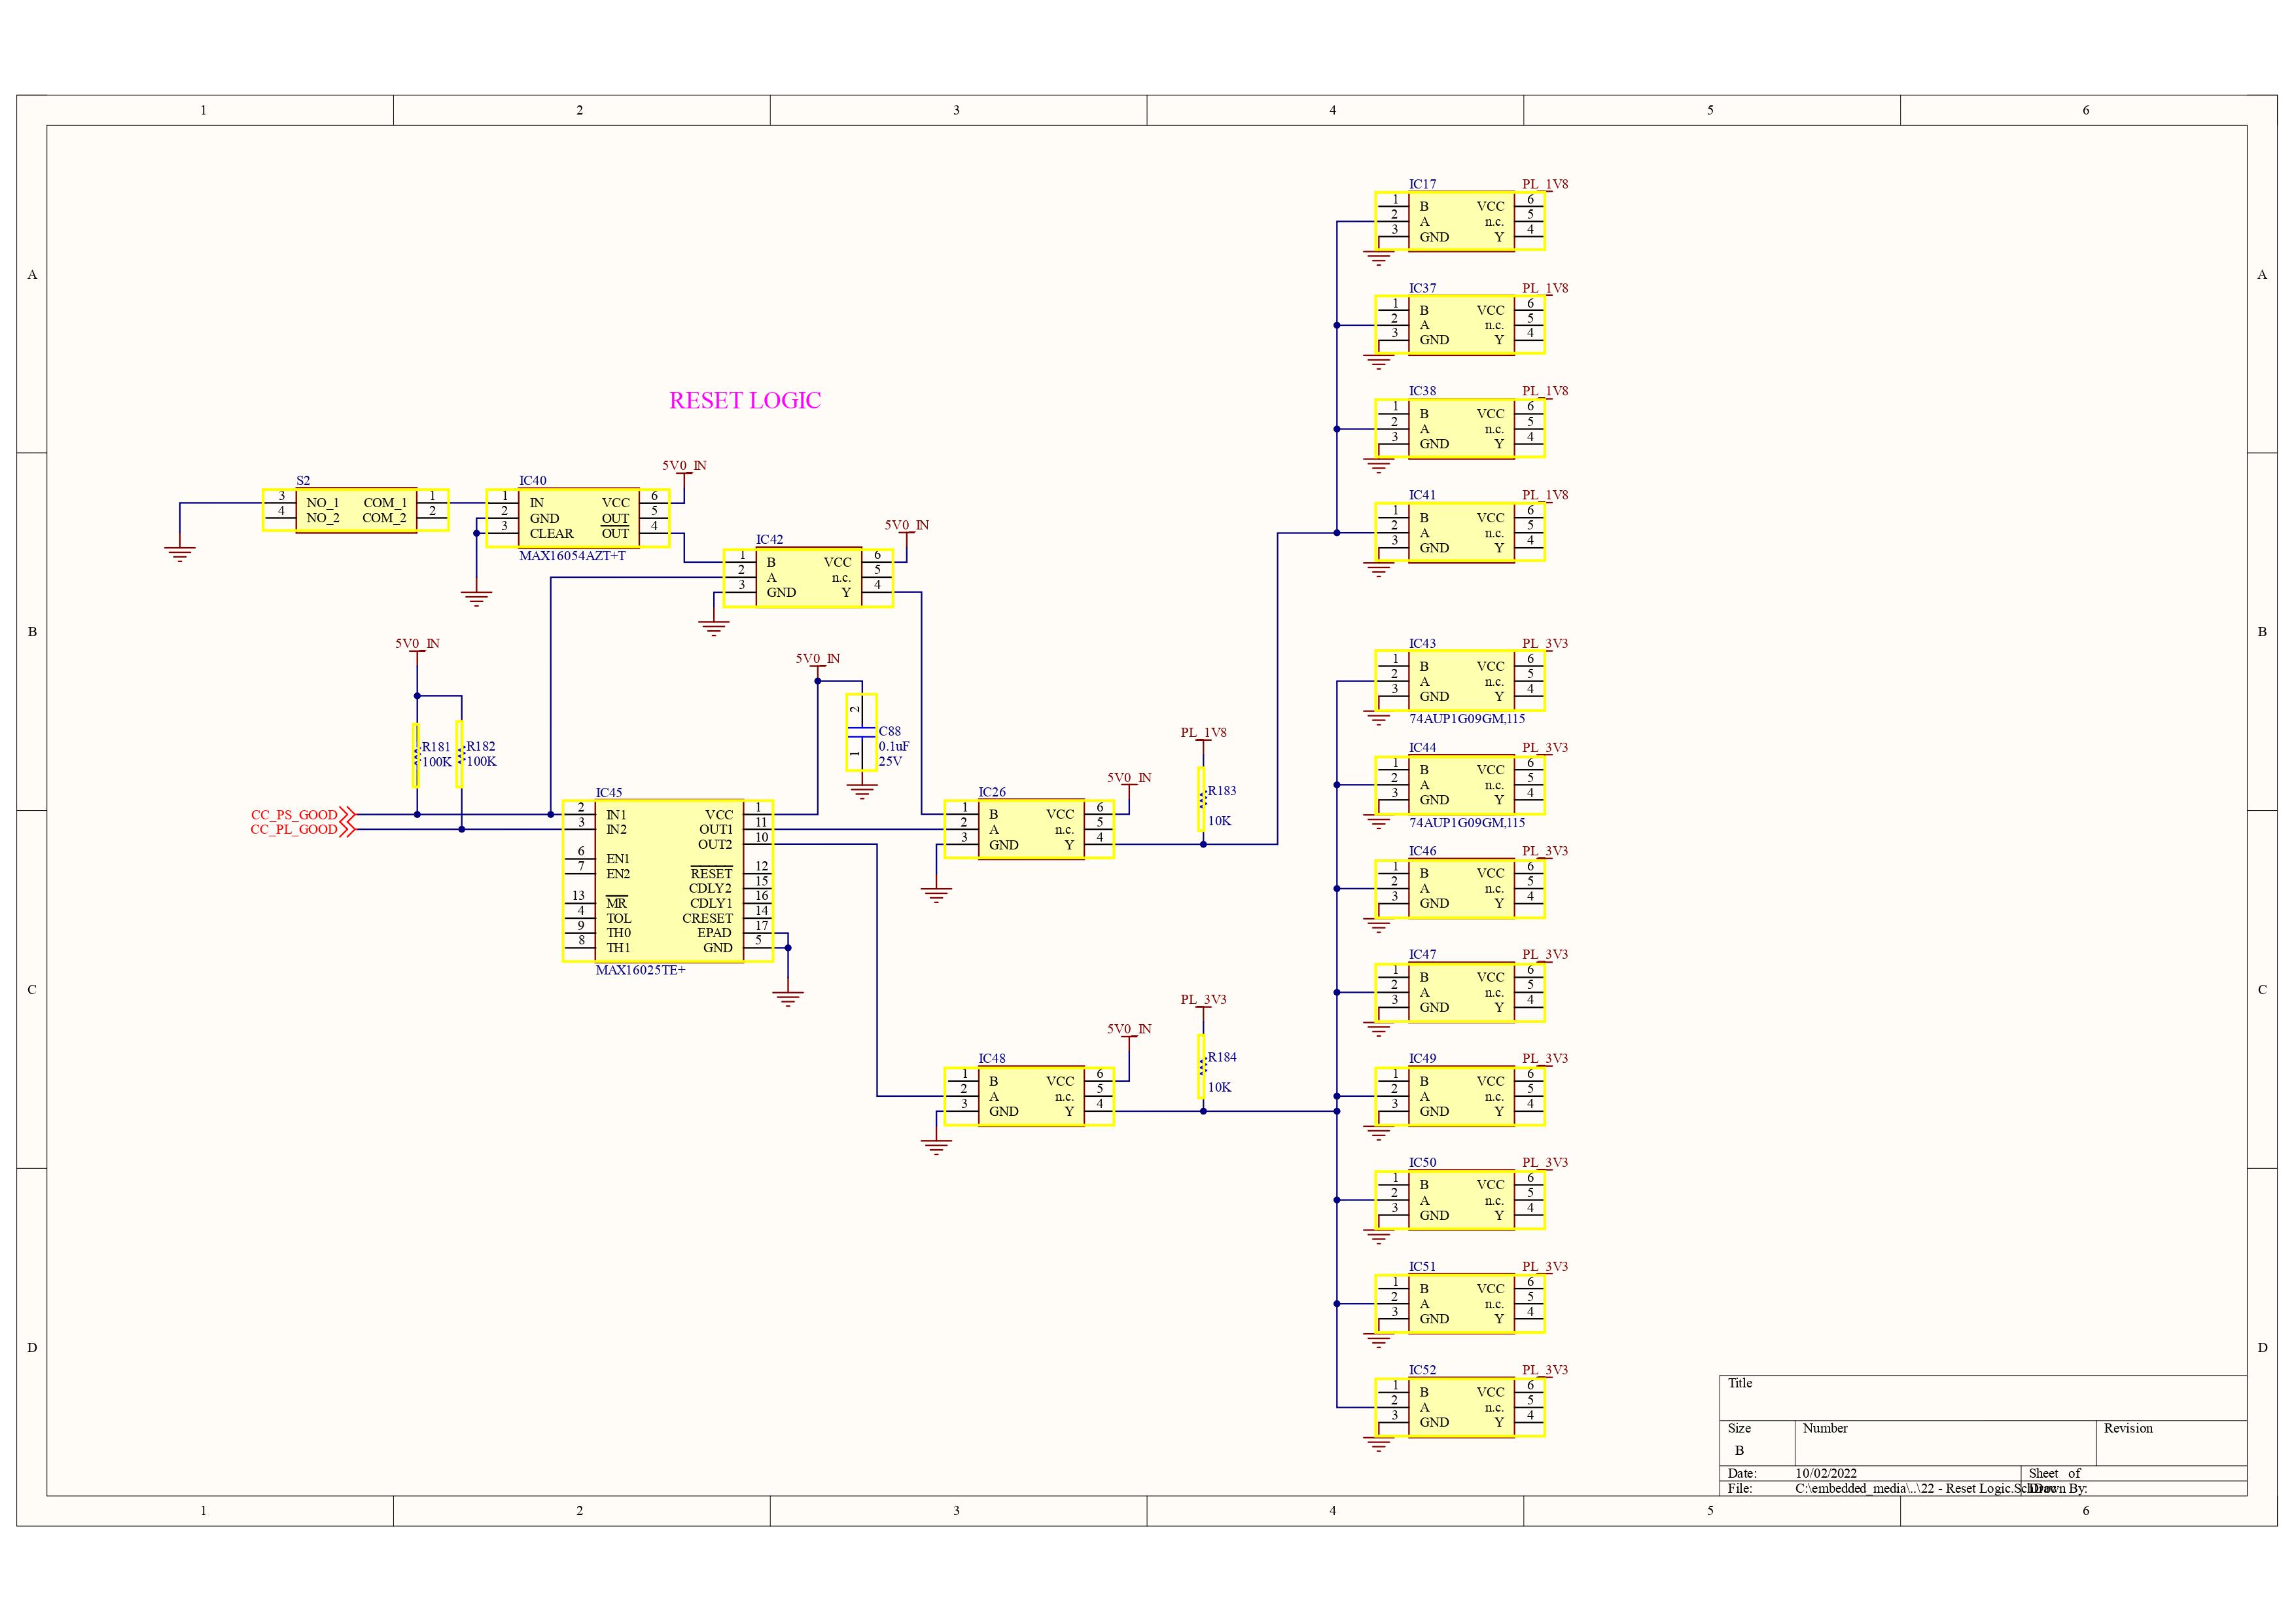 1 2 3 4 5 6
A A
B B
C C
D D
1 2 3 4 5 6
RESET LOGIC
S2
3 NO_1 COM_1 1
4 NO_2 COM_2 2
IC40
5V0_IN
1 IN VCC 6
2 GND OUT 5
3 CLEAR OUT 4
MAX16054AZT+T
IC42
5V0_IN
1 B VCC 6
2 A n.c. 5
3 GND Y 4
5V0_IN
R181
100K
R182
100K
CC_PS_GOOD
CC_PL_GOOD
5V0_IN
2
1
C88
0.1uF
25V
IC45
2 IN1 VCC 1
3 IN2 OUT1 11
OUT2 10
6 EN1
7 EN2 RESET 12
CDLY2 15
13 MR CDLY1 16
4 TOL CRESET 14
9 TH0 EPAD 17
8 TH1 GND 5
MAX16025TE+
IC26
5V0_IN
1 B VCC 6
2 A n.c. 5
3 GND Y 4
PL_1V8
R183
10K
IC48
5V0_IN
1 B VCC 6
2 A n.c. 5
3 GND Y 4
PL_3V3
R184
10K
IC17 PL_1V8
1 B VCC 6
2 A n.c. 5
3 GND Y 4
IC37 PL_1V8
1 B VCC 6
2 A n.c. 5
3 GND Y 4
IC38 PL_1V8
1 B VCC 6
2 A n.c. 5
3 GND Y 4
IC41 PL_1V8
1 B VCC 6
2 A n.c. 5
3 GND Y 4
IC43 PL_3V3
1 B VCC 6
2 A n.c. 5
3 GND Y 4
74AUP1G09GM,115
IC44 PL_3V3
1 B VCC 6
2 A n.c. 5
3 GND Y 4
74AUP1G09GM,115
IC46 PL_3V3
1 B VCC 6
2 A n.c. 5
3 GND Y 4
IC47 PL_3V3
1 B VCC 6
2 A n.c. 5
3 GND Y 4
IC49 PL_3V3
1 B VCC 6
2 A n.c. 5
3 GND Y 4
IC50 PL_3V3
1 B VCC 6
2 A n.c. 5
3 GND Y 4
IC51 PL_3V3
1 B VCC 6
2 A n.c. 5
3 GND Y 4
IC52 PL_3V3
1 B VCC 6
2 A n.c. 5
3 GND Y 4
Title
Size Number Revision
B
Date: 10/02/2022 Sheet of
File: C:\embedded_media\..\22 - Reset Logic.SchDoc Drawn By: